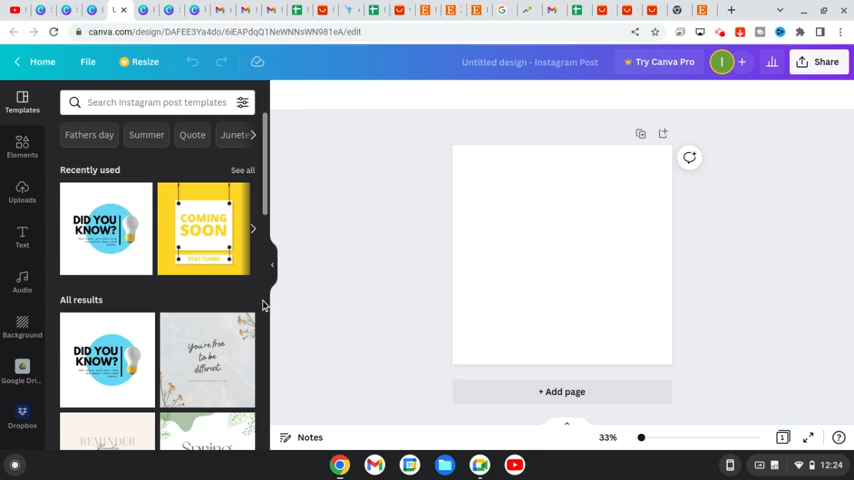 canva.com/design/DAFEE3Ya4do/6iEAPdqQ1NeWNNsWN981eA/edit
Home
File
Resize
Untitled design - Instagram Post
Try Canva Pro
I
Share
Templates
Elements
Uploads
Text
Audio
Background
Google Dri...
Dropbox
Search Instagram post templates
Fathers day
Summer
Quote
Junete
Recently used
See all
DID YOU
KNOW?
COMING
SOON
STAY TUNED
All results
DID YOU
KNOW?
You're free
to be
different
REMINDER
Spring
+ Add page
Notes
33%
1
12:24